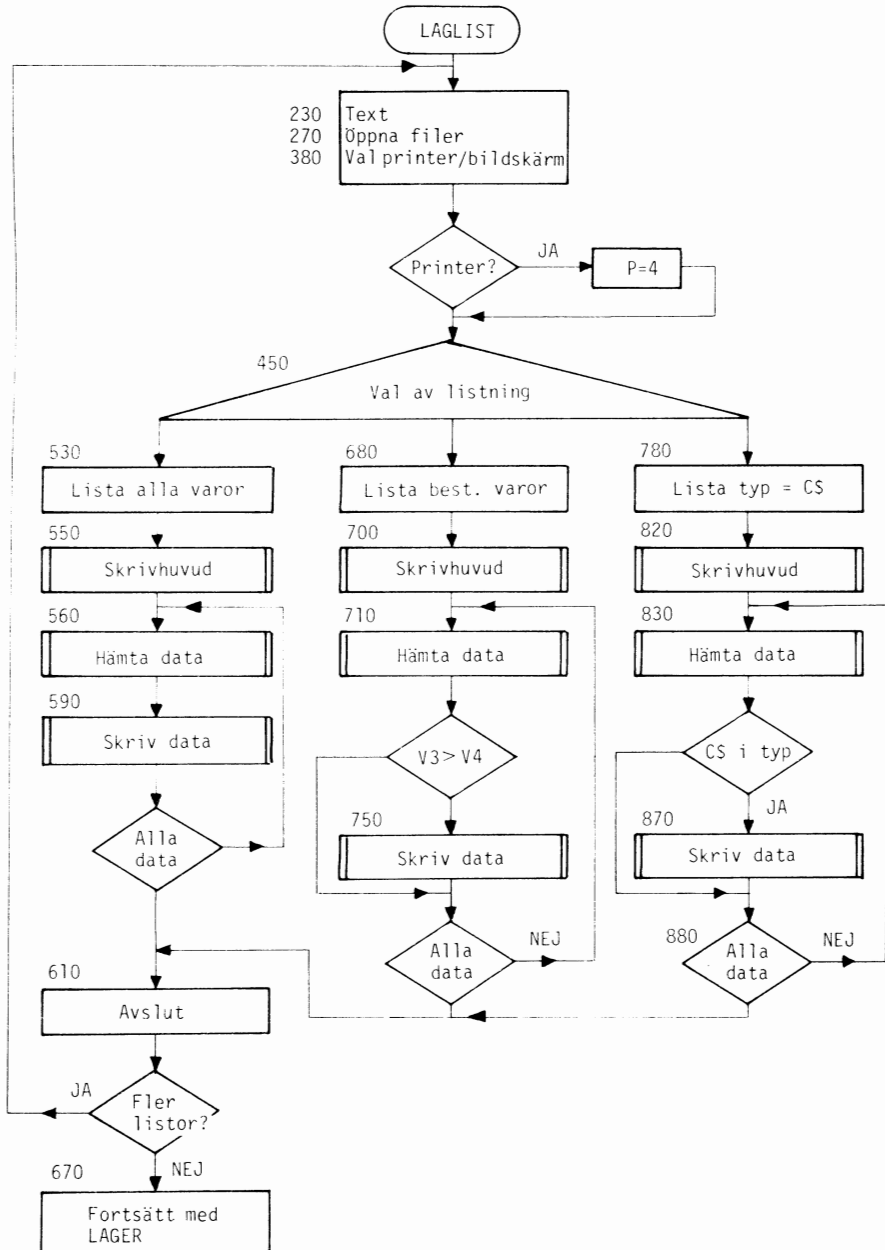 LAGLIST
230 Text
270 Öppna filer
380 Val printer/bildskärm
Printer?
JA
P=4
450
Val av listning
530
Lista alla varor
550
Skrivhuvud
560
Hämta data
590
Skriv data
Alla
data
680
Lista best. varor
700
Skrivhuvud
710
Hämta data
V3> V4
750
Skriv data
Alla
data
NEJ
780
Lista typ = C$
820
Skrivhuvud
830
Hämta data
C$ i typ
JA
870
Skriv data
880
Alla
data
NEJ
610
Avslut
JA
Fler
listor?
NEJ
670
Fortsätt med
LAGER